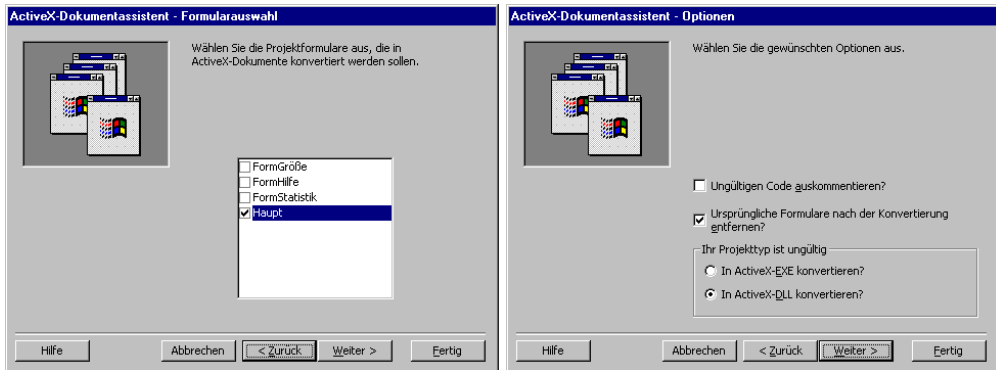 ActiveX-Dokumentassistent - Formularauswahl
Wählen Sie die Projektformulare aus, die in
ActiveX-Dokumente konvertiert werden sollen.
FormGröße
FormHilfe
FormStatistik
Haupt
Hilfe
Abbrechen
< Zurück
Weiter >
Fertig
ActiveX-Dokumentassistent - Optionen
Wählen Sie die gewünschten Optionen aus.
Ungültigen Code auskommentieren?
Ursprüngliche Formulare nach der Konvertierung
entfernen?
Ihr Projekttyp ist ungültig
In ActiveX-EXE konvertieren?
In ActiveX-DLL konvertieren?
Hilfe
Abbrechen
< Zurück
Weiter >
Fertig